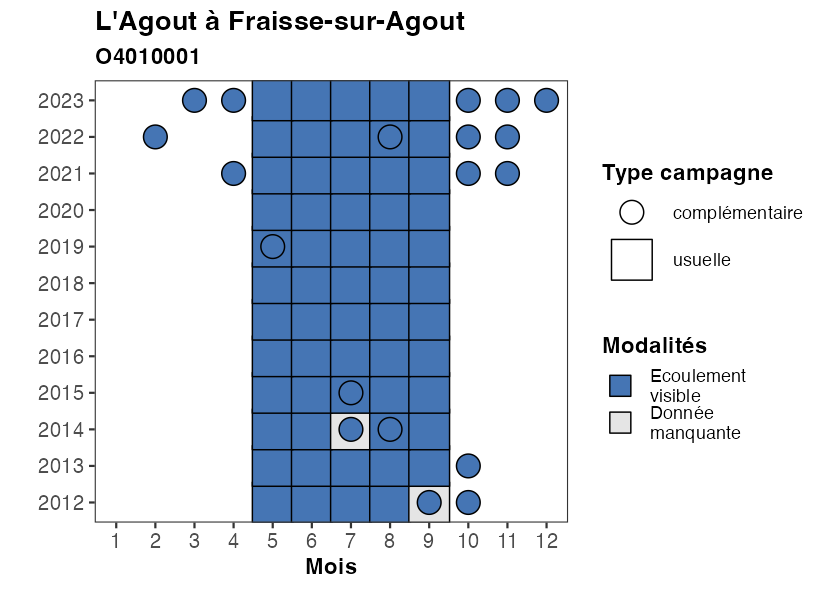 L'Agout à Fraisse-sur-Agout
O4010001
2023
2022
2021
2020
2019
2018
2017
2016
2015
2014
2013
2012
1 2 3 4 5 6 7 8 9 10 11 12
Mois
Type campagne
complémentaire
usuelle
Modalités
Ecoulement
visible
Donnée
manquante